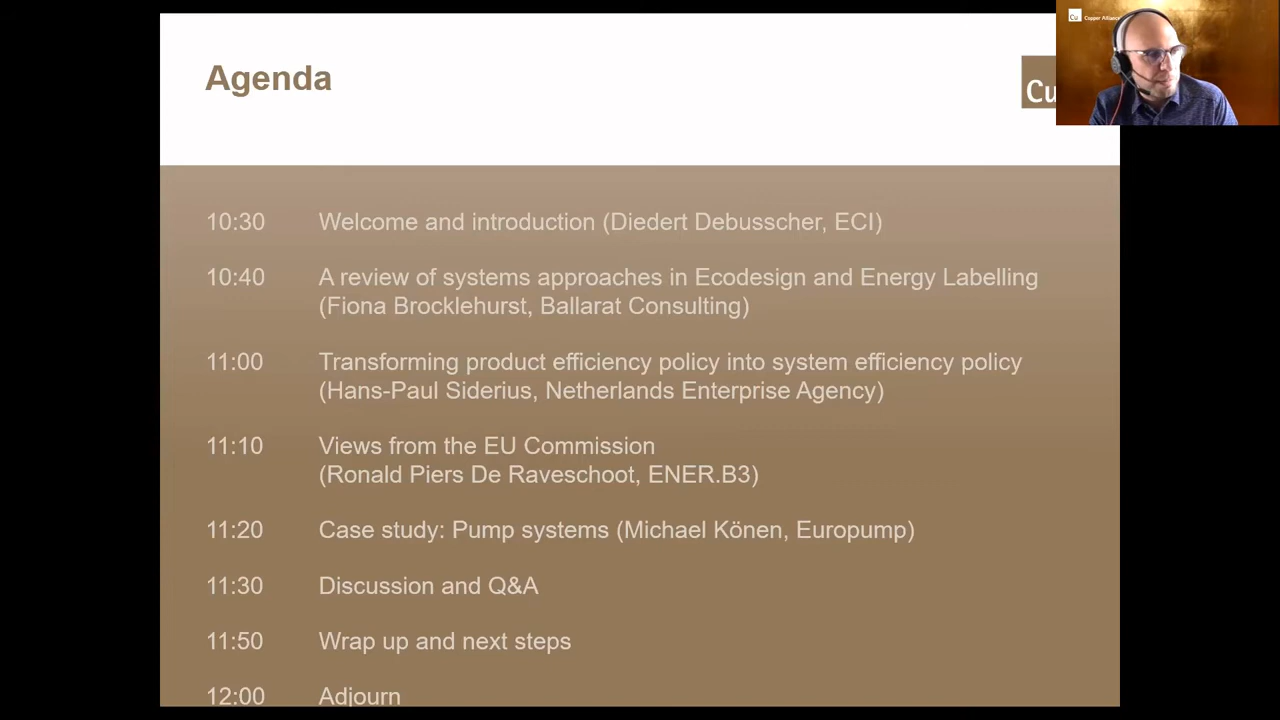 Agenda
Cu
Cu Copper Alliance
10:30 Welcome and introduction (Diedert Debusscher, ECI)
10:40 A review of systems approaches in Ecodesign and Energy Labelling
(Fiona Brocklehurst, Ballarat Consulting)
11:00 Transforming product efficiency policy into system efficiency policy
(Hans-Paul Siderius, Netherlands Enterprise Agency)
11:10 Views from the EU Commission
(Ronald Piers De Raveschoot, ENER.B3)
11:20 Case study: Pump systems (Michael Könen, Europump)
11:30 Discussion and Q&A
11:50 Wrap up and next steps
12:00 Adjourn